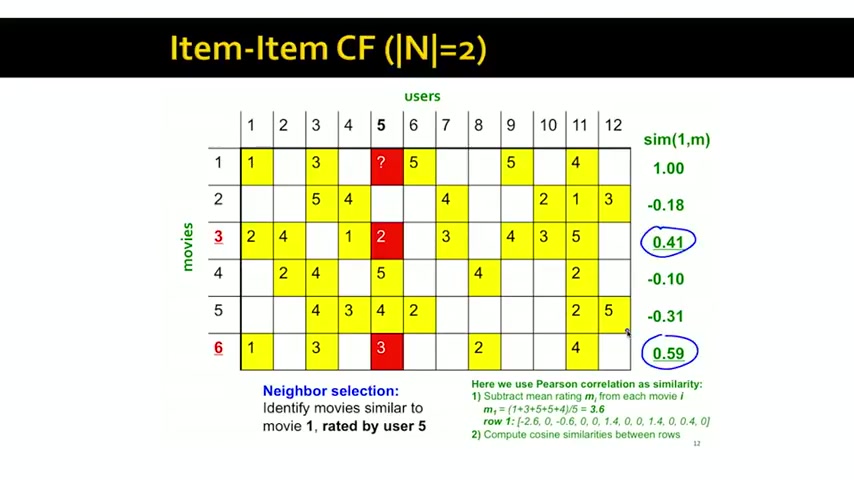 Item-Item CF (|N|=2)
users
1 2 3 4 5 6 7 8 9 10 11 12 sim(1,m)
1 1 3 ? 5 5 4 1.00
2 5 4 4 2 1 3 -0.18
movies
3 2 4 1 2 3 4 3 5 0.41
4 2 4 5 4 2 -0.10
5 4 3 4 2 2 5 -0.31
6 1 3 3 2 4 0.59
Neighbor selection:
Identify movies similar to
movie 1, rated by user 5
Here we use Pearson correlation as similarity:
1) Subtract mean rating mi from each movie i
m1 = (1+3+5+5+4)/5 = 3.6
row 1: [-2.6, 0, -0.6, 0, 0, 1.4, 0, 0, 1.4, 0, 0.4, 0]
2) Compute cosine similarities between rows
12